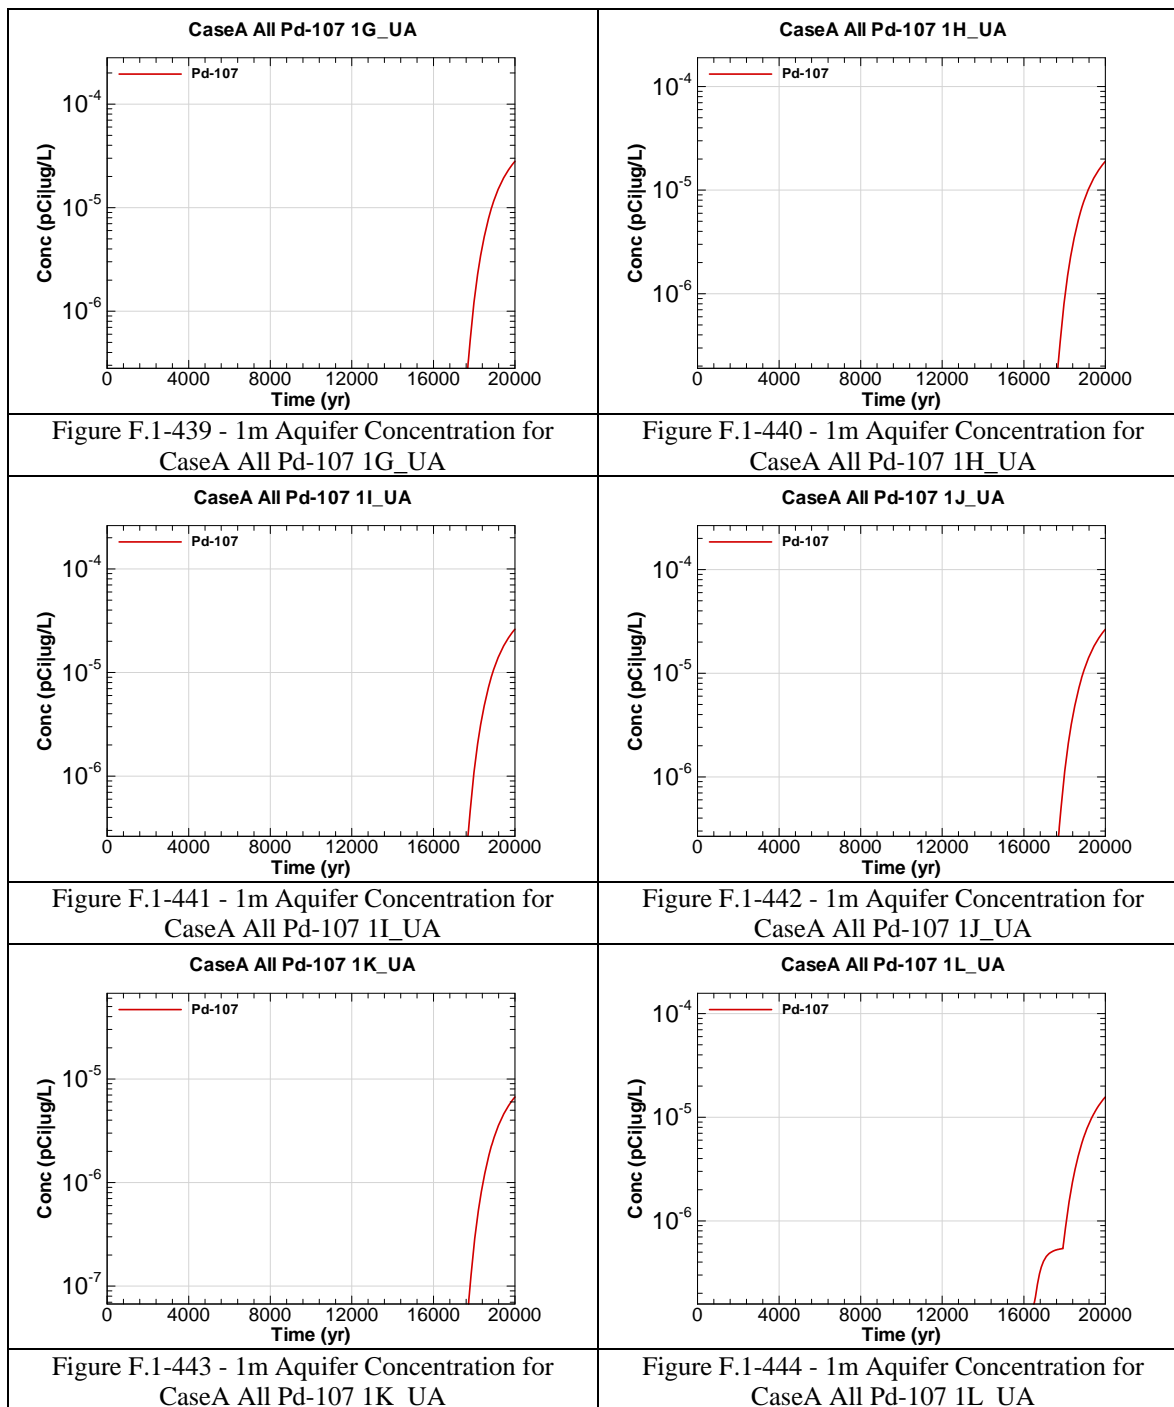 CaseA All Pd-107 1G_UA
Pd-107
Conc (pCi|ug/L)
10-4
10-5
10-6
0 4000 8000 12000 16000 20000
Time (yr)
Figure F.1-439 - 1m Aquifer Concentration for
CaseA All Pd-107 1G_UA
CaseA All Pd-107 1H_UA
Pd-107
Conc (pCi|ug/L)
10-4
10-5
10-6
0 4000 8000 12000 16000 20000
Time (yr)
Figure F.1-440 - 1m Aquifer Concentration for
CaseA All Pd-107 1H_UA
CaseA All Pd-107 1I_UA
Pd-107
Conc (pCi|ug/L)
10-4
10-5
10-6
0 4000 8000 12000 16000 20000
Time (yr)
Figure F.1-441 - 1m Aquifer Concentration for
CaseA All Pd-107 1I_UA
CaseA All Pd-107 1J_UA
Pd-107
Conc (pCi|ug/L)
10-4
10-5
10-6
0 4000 8000 12000 16000 20000
Time (yr)
Figure F.1-442 - 1m Aquifer Concentration for
CaseA All Pd-107 1J_UA
CaseA All Pd-107 1K_UA
Pd-107
Conc (pCi|ug/L)
10-5
10-6
10-7
0 4000 8000 12000 16000 20000
Time (yr)
Figure F.1-443 - 1m Aquifer Concentration for
CaseA All Pd-107 1K_UA
CaseA All Pd-107 1L_UA
Pd-107
Conc (pCi|ug/L)
10-4
10-5
10-6
0 4000 8000 12000 16000 20000
Time (yr)
Figure F.1-444 - 1m Aquifer Concentration for
CaseA All Pd-107 1L_UA